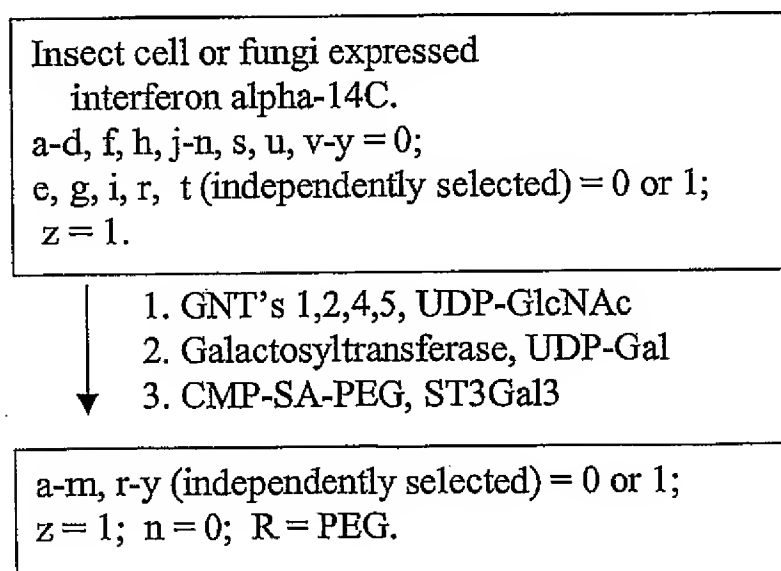 Insect cell or fungi expressed
interferon alpha-14C.
a-d, f, h, j-n, s, u, v-y = 0;
e, g, i, r, t (independently selected) = 0 or 1;
z = 1.
1. GNT's 1,2,4,5, UDP-GlcNAc
2. Galactosyltransferase, UDP-Gal
3. CMP-SA-PEG, ST3Gal3
a-m, r-y (independently selected) = 0 or 1;
z = 1; n = 0; R = PEG.